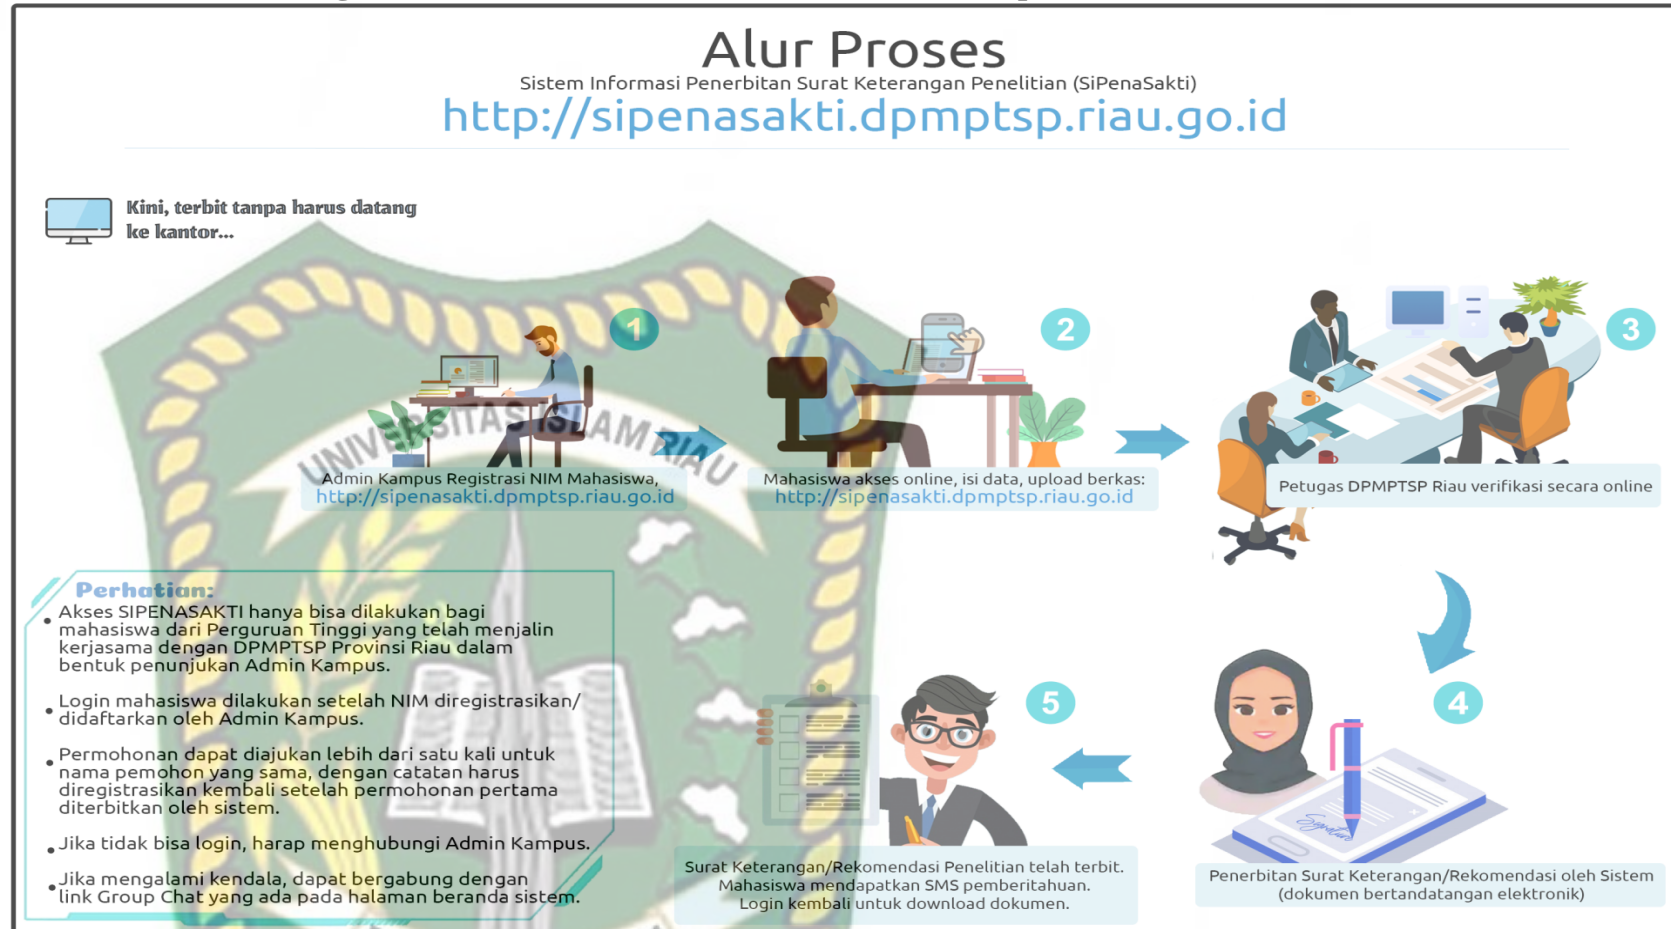 Alur Proses
Sistem Informasi Penerbitan Surat Keterangan Penelitian (SiPenaSakti)
http://sipenasakti.dpmptsp.riau.go.id
Kini, terbit tanpa harus datang
ke kantor...
1
2
3
UNIVERSITAS ISLAM RIAU
Admin Kampus Registrasi NIM Mahasiswa,
http://sipenasakti.dpmptsp.riau.go.id
Mahasiswa akses online, isi data, upload berkas:
http://sipenasakti.dpmptsp.riau.go.id
Petugas DPMPTSP Riau verifikasi secara online
Perhatian:
• Akses SIPENASAKTI hanya bisa dilakukan bagi
mahasiswa dari Perguruan Tinggi yang telah menjalin
kerjasama dengan DPMPTSP Provinsi Riau dalam
bentuk penunjukan Admin Kampus.
• Login mahasiswa dilakukan setelah NIM diregistrasikan/
didaftarkan oleh Admin Kampus.
• Permohonan dapat diajukan lebih dari satu kali untuk
nama pemohon yang sama, dengan catatan harus
diregistrasikan kembali setelah permohonan pertama
diterbitkan oleh sistem.
• Jika tidak bisa login, harap menghubungi Admin Kampus.
• Jika mengalami kendala, dapat bergabung dengan
link Group Chat yang ada pada halaman beranda sistem.
4
Signature
Penerbitan Surat Keterangan/Rekomendasi oleh Sistem
(dokumen bertandatangan elektronik)
5
Surat Keterangan/Rekomendasi Penelitian telah terbit.
Mahasiswa mendapatkan SMS pemberitahuan.
Login kembali untuk download dokumen.